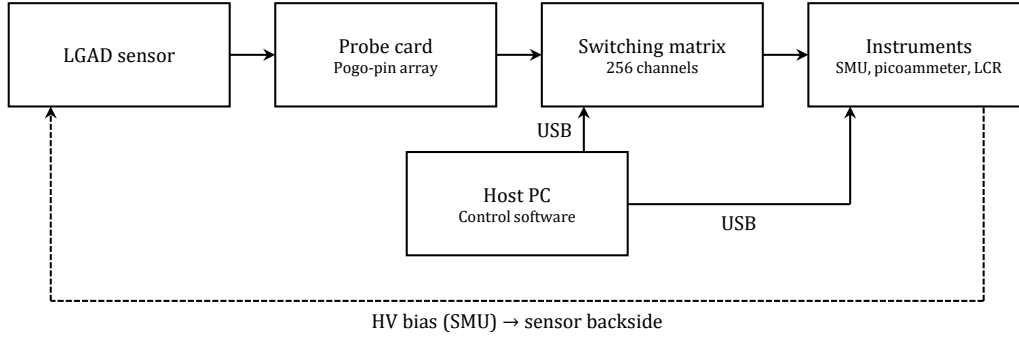 LGAD sensor
Probe card
Pogo-pin array
Switching matrix
256 channels
Instruments
SMU, picoammeter, LCR
USB
Host PC
Control software
USB
HV bias (SMU) → sensor backside